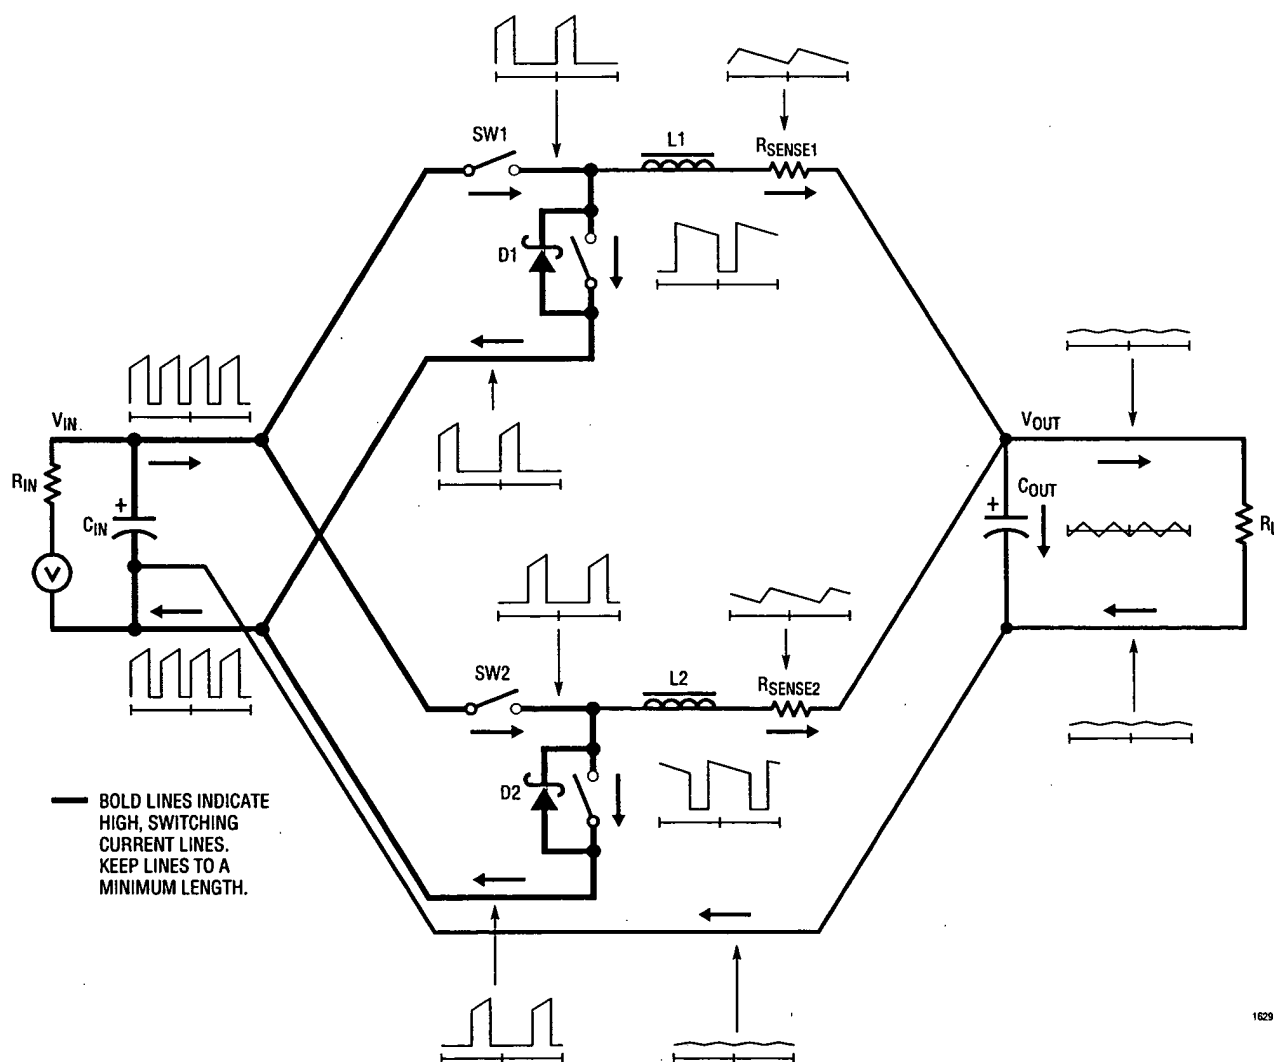 SW1
L1
RSENSE1
D1
VIN
RIN
+
CIN
V
VOUT
+
COUT
SW2
L2
RSENSE2
D2
BOLD LINES INDICATE
HIGH, SWITCHING
CURRENT LINES.
KEEP LINES TO A
MINIMUM LENGTH.
1629